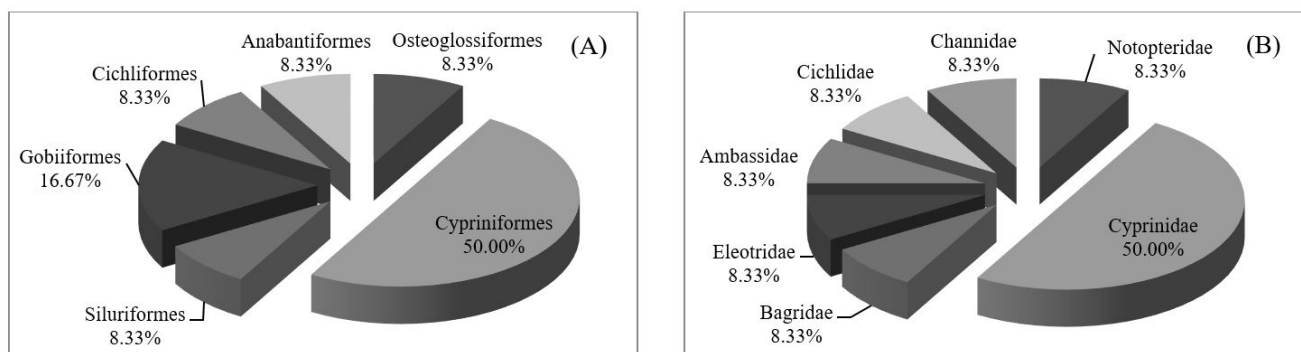 Anabantiformes
8.33%
Osteoglossiformes
8.33%
(A)
Cichliformes
8.33%
Gobiiformes
16.67%
Cypriniformes
50.00%
Siluriformes
8.33%
Channidae
8.33%
Notopteridae
8.33%
(B)
Cichlidae
8.33%
Ambassidae
8.33%
Cyprinidae
50.00%
Eleotridae
8.33%
Bagridae
8.33%